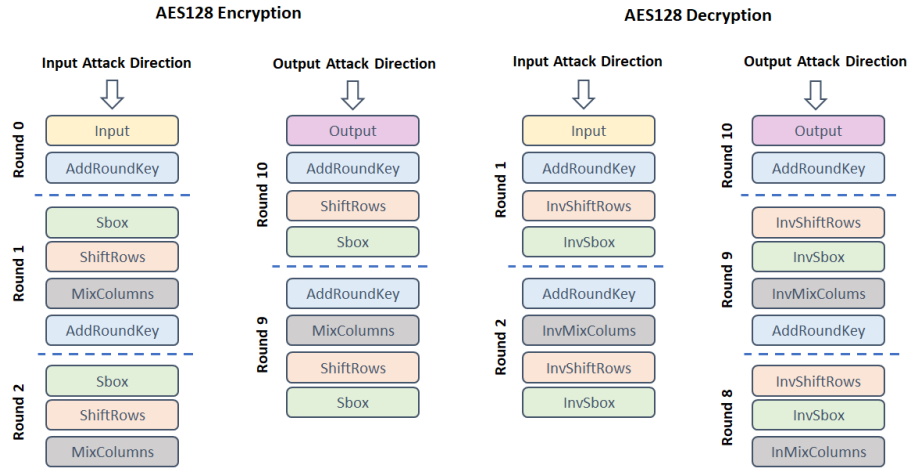 AES128 Encryption
AES128 Decryption
Input Attack Direction
Output Attack Direction
Input Attack Direction
Output Attack Direction
Round 0
Input
AddRoundKey
Round 1
Sbox
ShiftRows
MixColumns
AddRoundKey
Round 2
Sbox
ShiftRows
MixColumns
Round 10
Output
AddRoundKey
ShiftRows
Sbox
Round 9
AddRoundKey
MixColumns
ShiftRows
Sbox
Round 1
Input
AddRoundKey
InvShiftRows
InvSbox
Round 2
AddRoundKey
InvMixColums
InvShiftRows
InvSbox
Round 10
Output
AddRoundKey
Round 9
InvShiftRows
InvSbox
InvMixColums
AddRoundKey
Round 8
InvShiftRows
InvSbox
InMixColumns